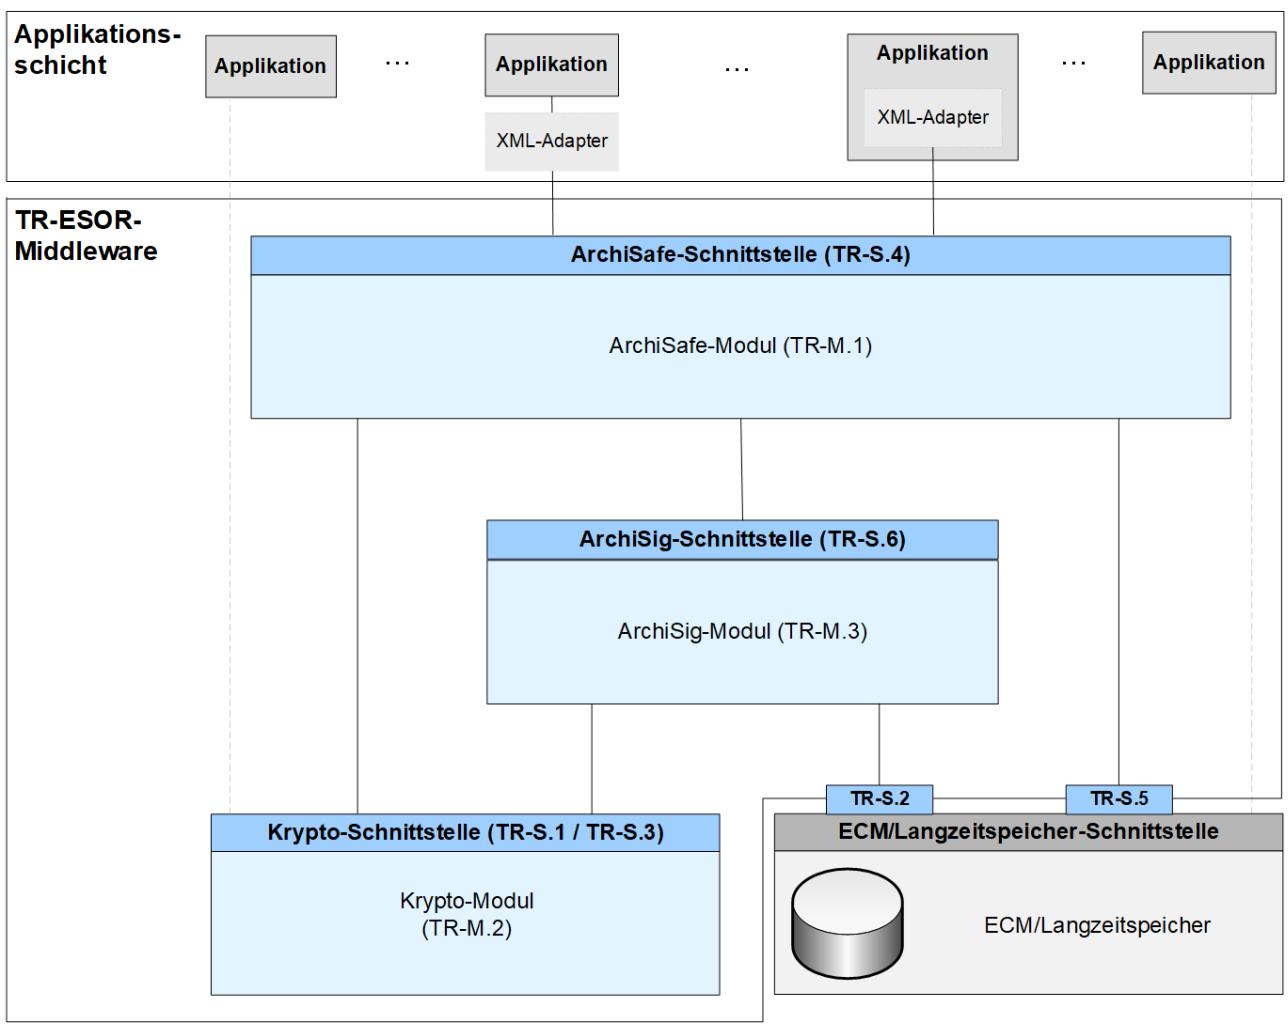 Applikations-
schicht
Applikation
...
Applikation
XML-Adapter
...
Applikation
XML-Adapter
...
Applikation
TR-ESOR-
Middleware
ArchiSafe-Schnittstelle (TR-S.4)
ArchiSafe-Modul (TR-M.1)
ArchiSig-Schnittstelle (TR-S.6)
ArchiSig-Modul (TR-M.3)
TR-S.2
TR-S.5
Krypto-Schnittstelle (TR-S.1 / TR-S.3)
Krypto-Modul
(TR-M.2)
ECM/Langzeitspeicher-Schnittstelle
ECM/Langzeitspeicher